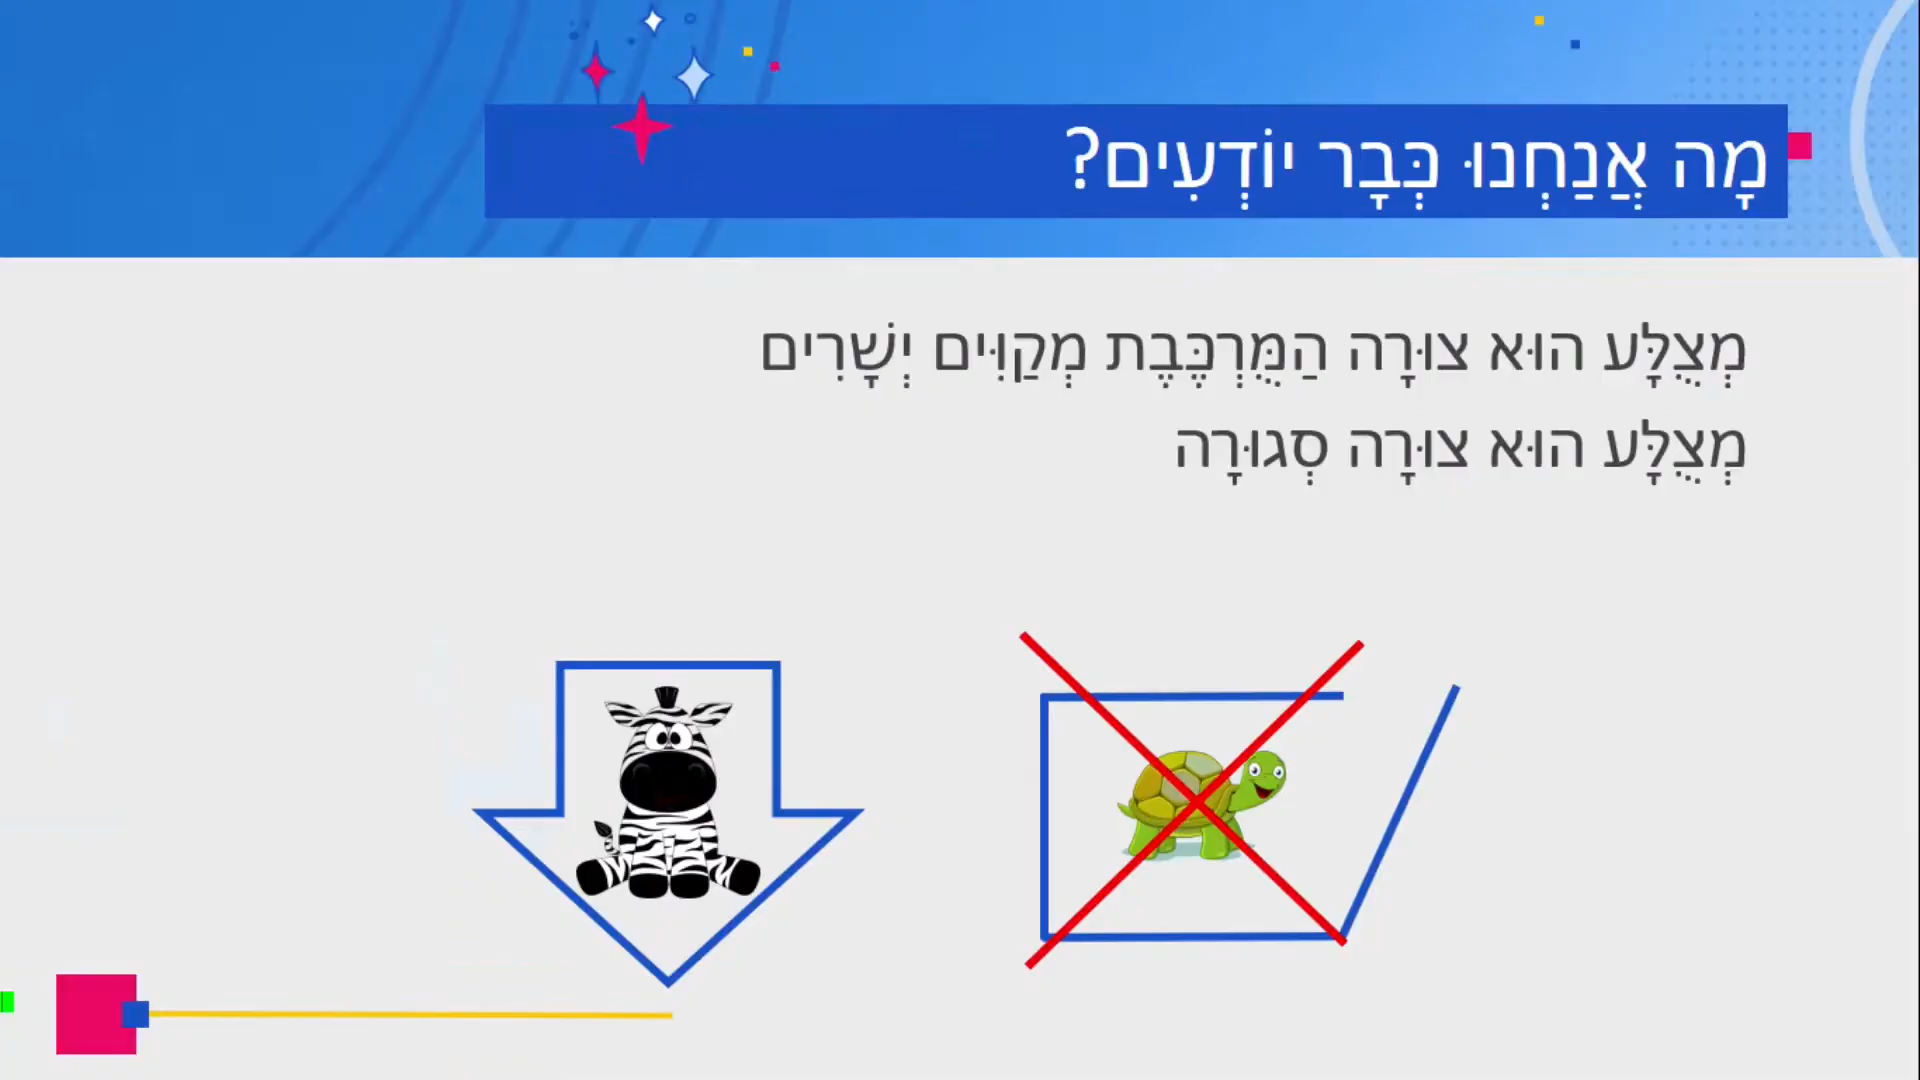 מָה אֲנַחְנוּ כְּבָר יוֹדְעִים?
מְצֻלָּע הוּא צוּרָה הַמֻּרְכֶּבֶת מְקַוִּים יְשָׁרִים
מְצֻלָּע הוּא צוּרָה סְגוּרָה